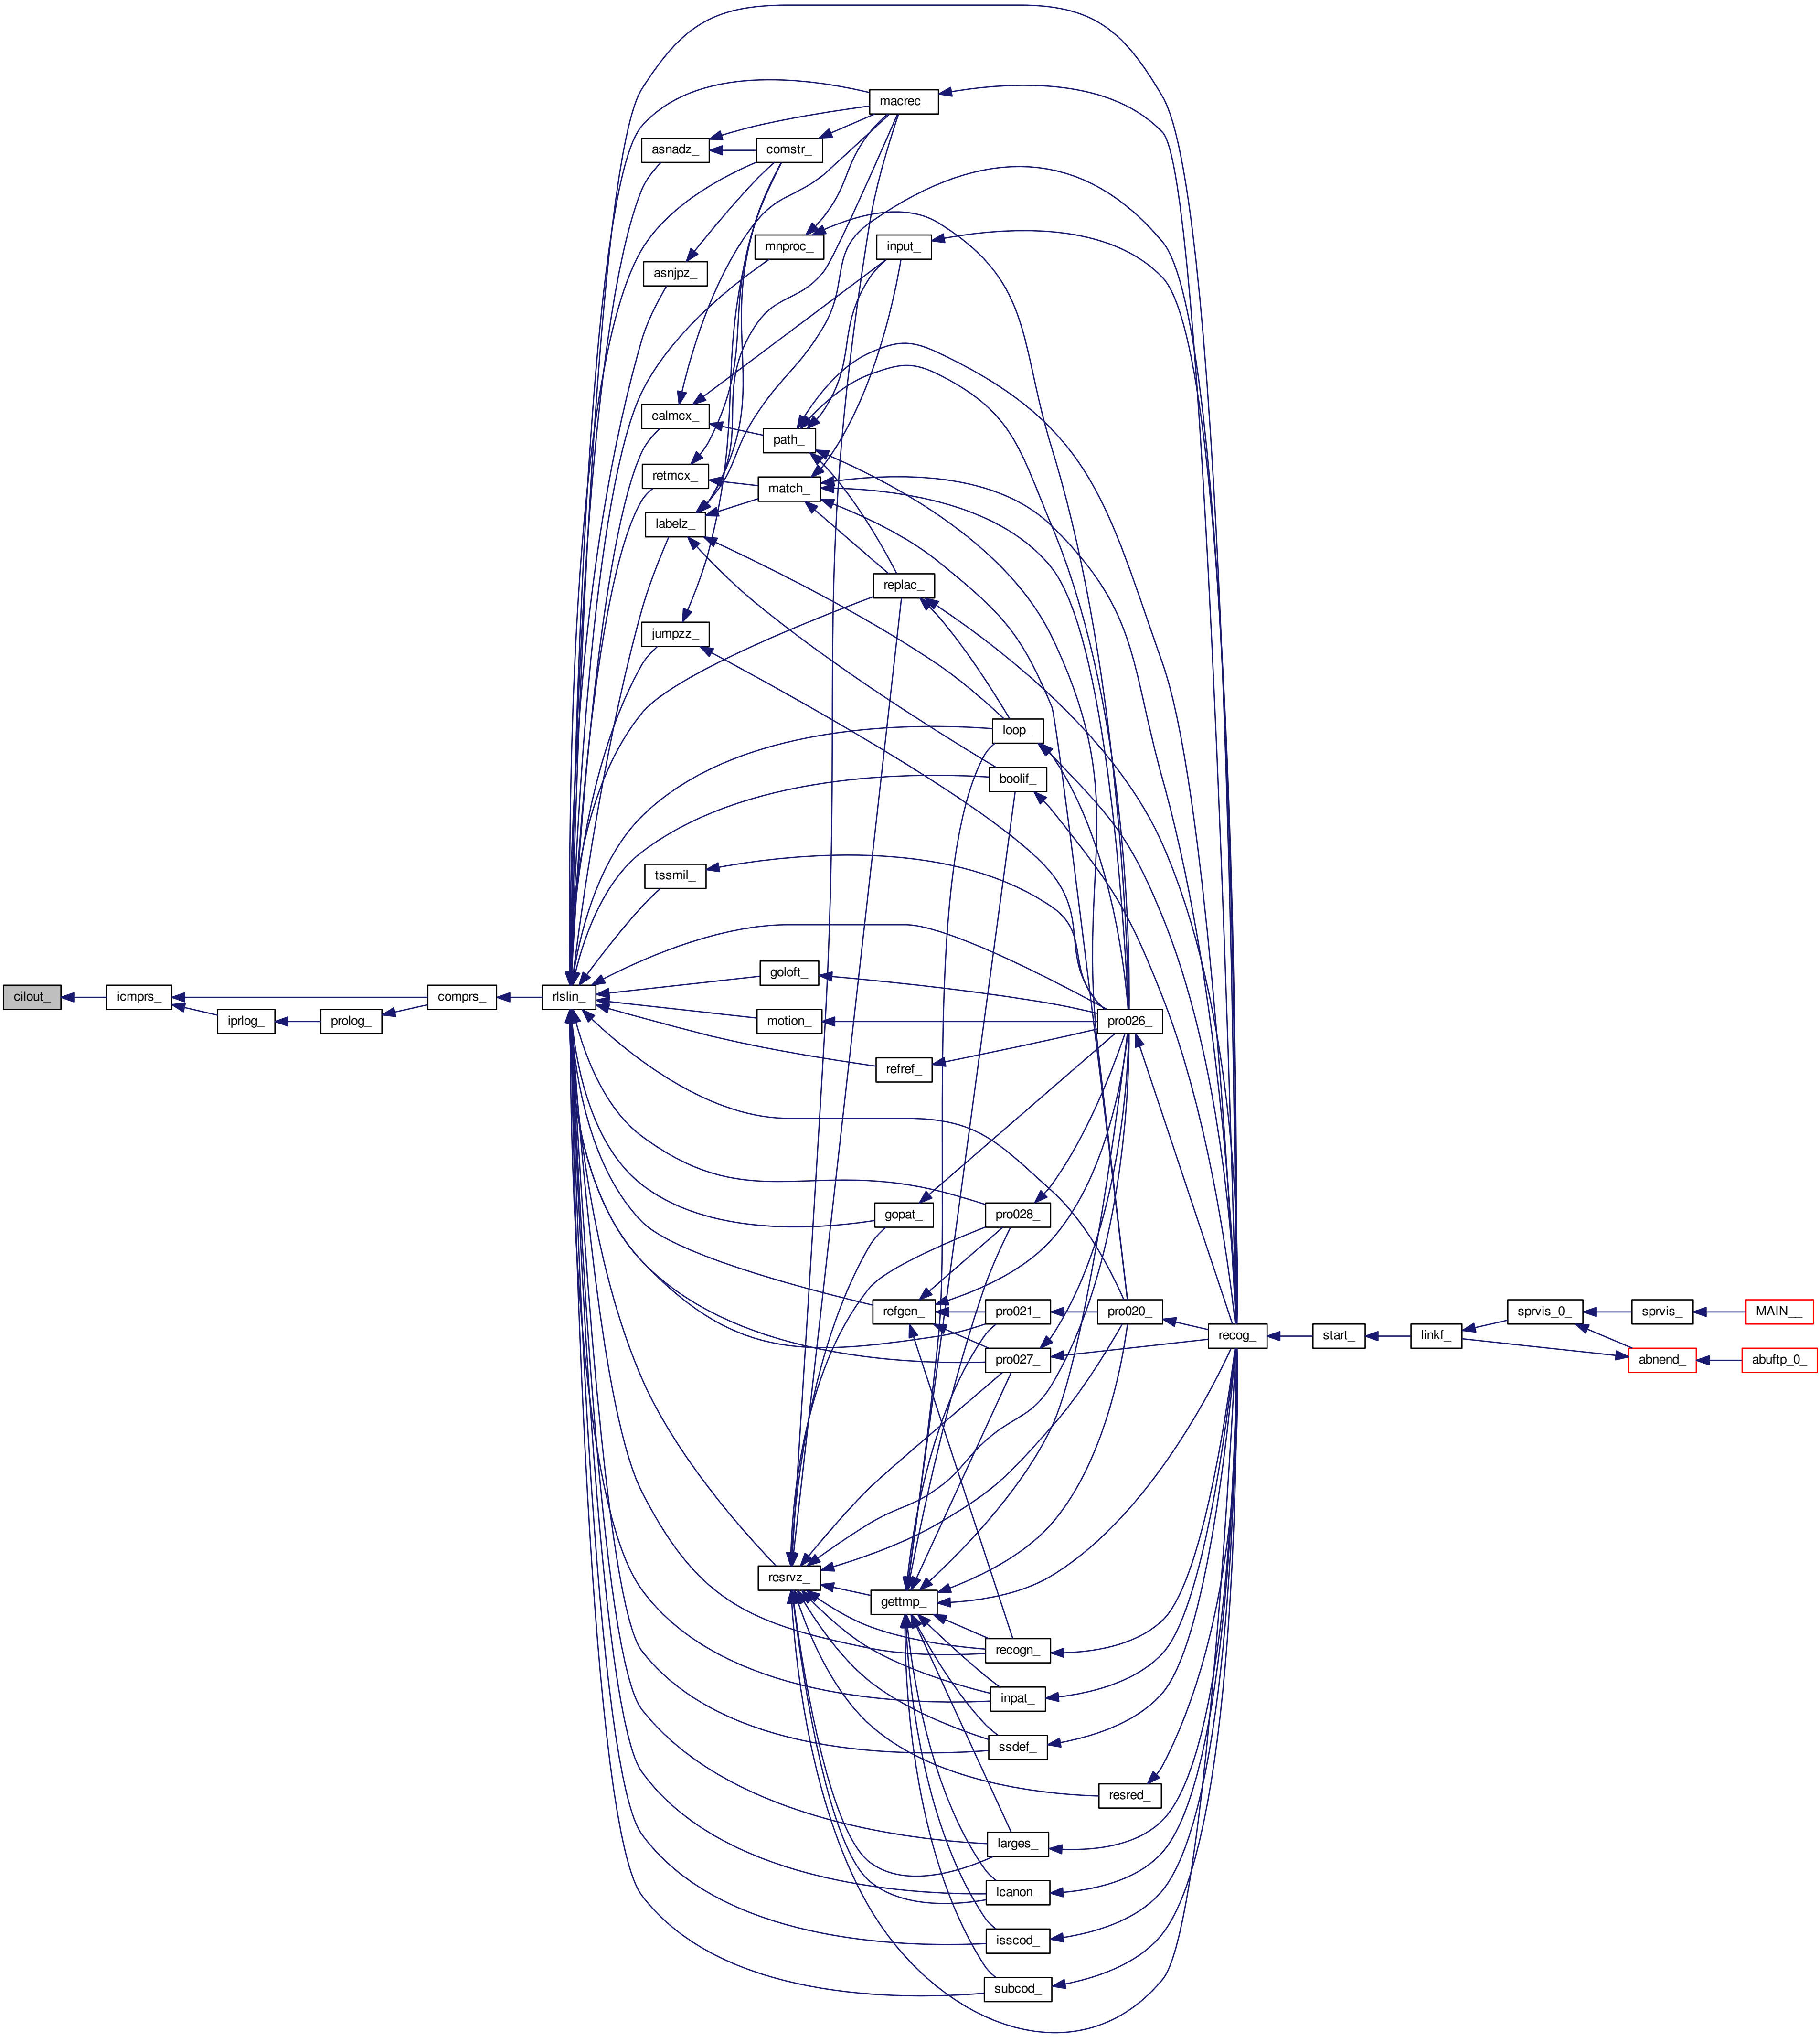 macrec_
asnadz_
comstr_
mnproc_
input_
asnjpz_
calmcx_
path_
retmcx_
match_
labelz_
replac_
jumpzz_
loop_
boolif_
tssmil_
goloft_
cilout_
icmprs_
comprs_
rlslin_
iprlog_
prolog_
motion_
pro026_
refref_
gopat_
pro028_
refgen_
pro021_
pro020_
sprvis_0_
sprvis_
MAIN__
recog_
start_
linkf_
pro027_
abnend_
abuftp_0_
resrvz_
gettmp_
recogn_
inpat_
ssdef_
resred_
larges_
lcanon_
isscod_
subcod_